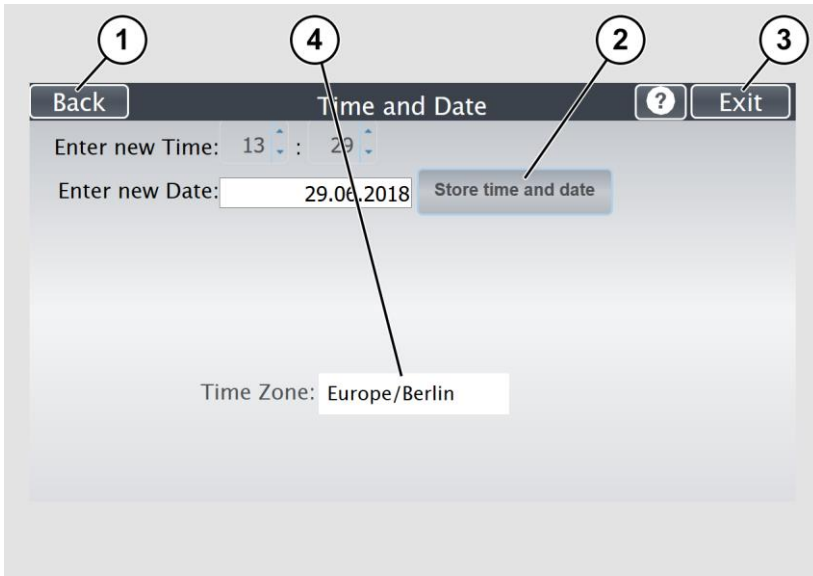 1 4 2 3
Back Time and Date ? Exit
Enter new Time: 13 : 29
Enter new Date: 29.06.2018 Store time and date
Time Zone: Europe/Berlin